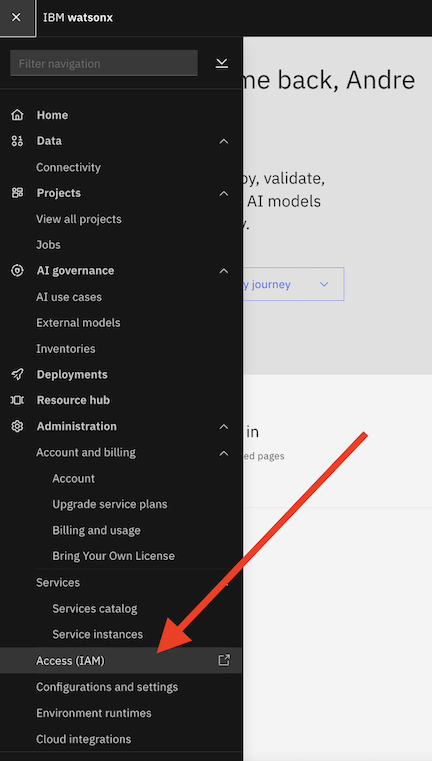 IBM watsonx
Filter navigation
me back, Andre
Home
Data
Connectivity
oy, validate,
Projects
AI models
View all projects
y.
Jobs
AI governance
y journey
AI use cases
External models
Inventories
Deployments
Resource hub
Administration
in
Account and billing
ed pages
Account
Upgrade service plans
Billing and usage
Bring Your Own License
Services
Services catalog
Service instances
Access (IAM)
Configurations and settings
Environment runtimes
Cloud integrations